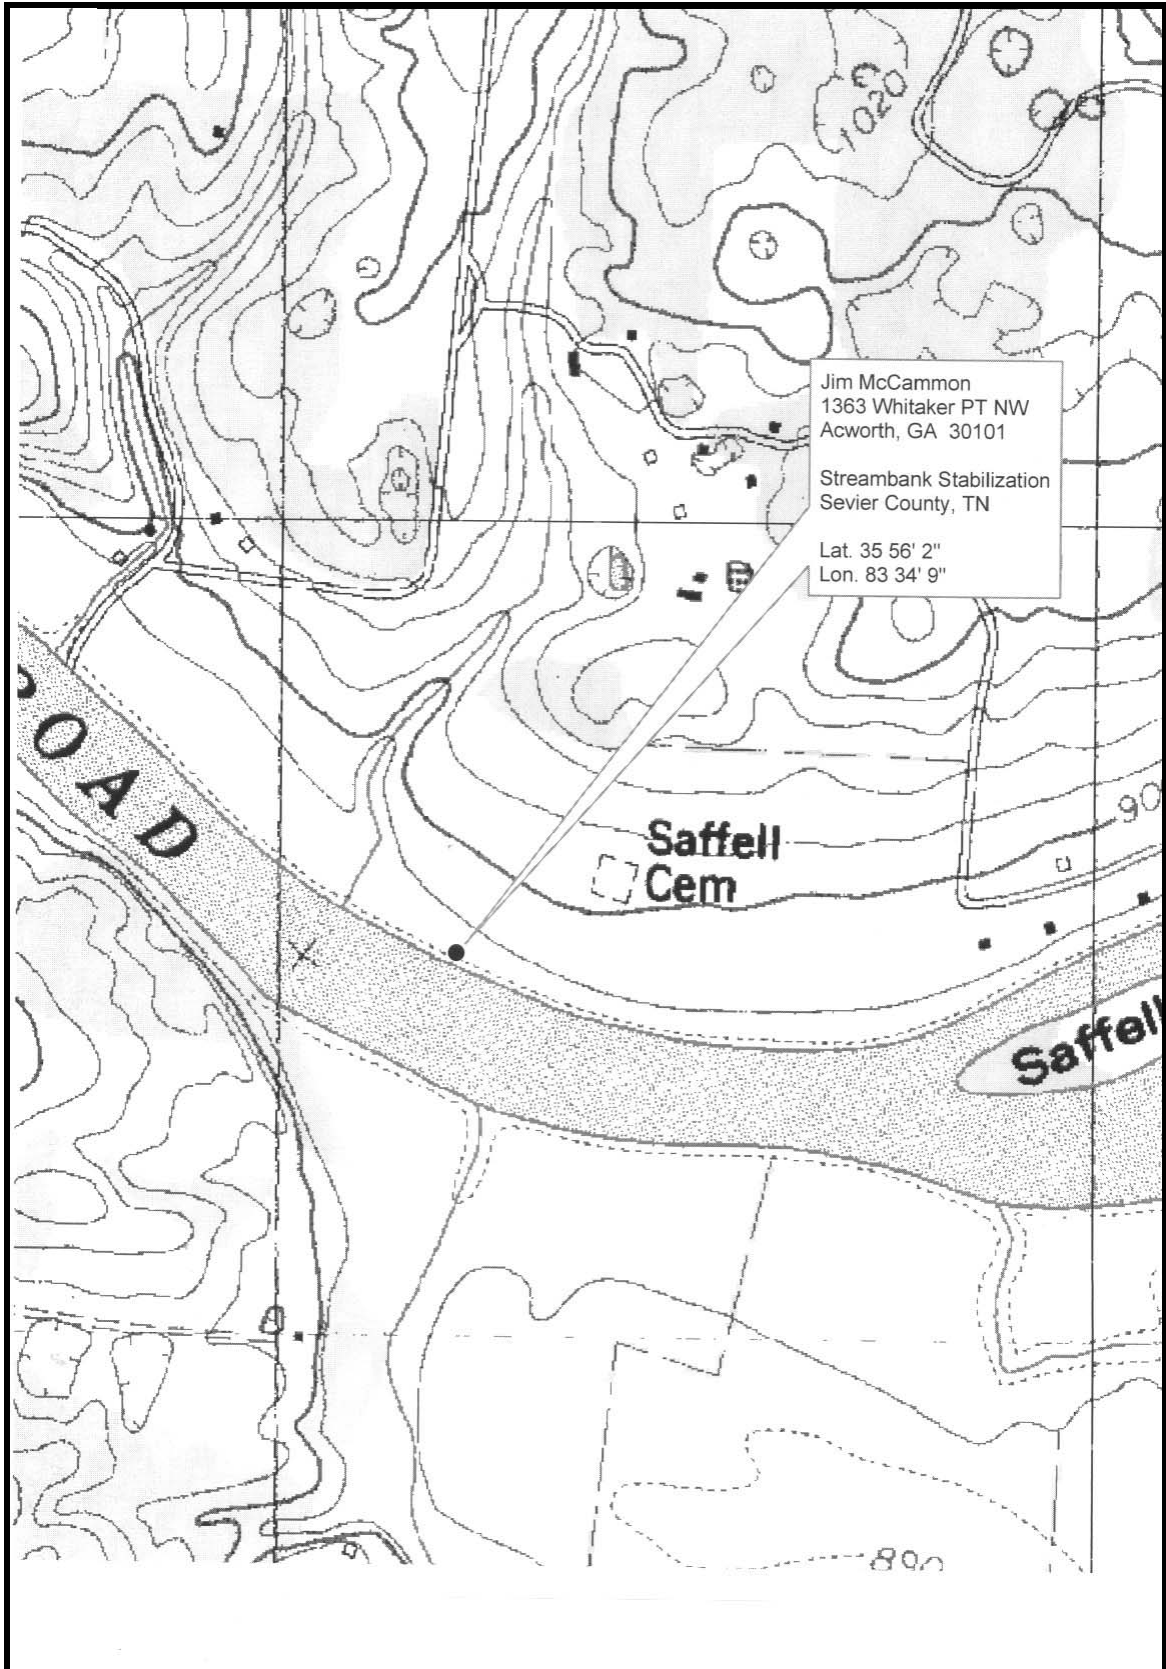 1020
Jim McCammon
1363 Whitaker PT NW
Acworth, GA 30101
Streambank Stabilization
Sevier County, TN
Lat. 35 56' 2"
Lon. 83 34' 9"
OAD
90
Saffell
Cem
Saffell
890